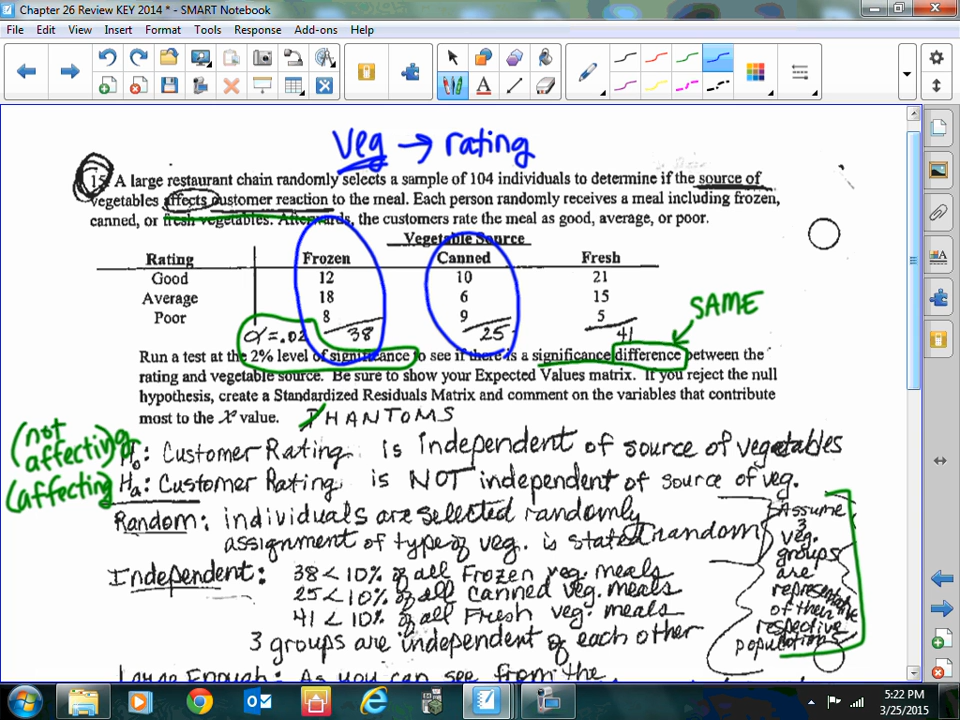 Chapter 26 Review KEY 2014 * - SMART Notebook
File Edit View Insert Format Tools Response Add-ons Help
Veg → rating
15. A large restaurant chain randomly selects a sample of 104 individuals to determine if the source of
vegetables affects customer reaction to the meal. Each person randomly receives a meal including frozen,
canned, or fresh vegetables. Afterwards, the customers rate the meal as good, average, or poor.
Vegetable Source
Rating Frozen Canned Fresh
Good 12 10 21
Average 18 6 15
Poor 8 9 5
α=.02 38 25 41
SAME
Run a test at the 2% level of significance to see if there is a significance difference between the
rating and vegetable source. Be sure to show your Expected Values matrix. If you reject the null
hypothesis, create a Standardized Residuals Matrix and comment on the variables that contribute
most to the X² value. PHANTOMS
(not affecting)
Ho: Customer Rating is independent of source of vegetables
(affecting) Ha: Customer Rating is NOT independent of source of veg.
Random: individuals are selected randomly
assignment of type of veg. is stated random
Independent: 38 < 10% of all Frozen veg. meals
25 < 10% of all Canned veg. meals
41 < 10% of all Fresh veg. meals
3 groups are independent of each other
Assume
3
veg.
groups
are
representative
of their
respective
populations
Large Enough: As you can see from the
5:22 PM
3/25/2015